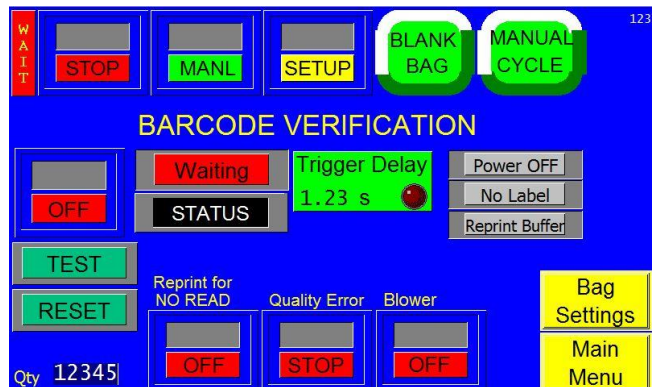 WAIT
STOP
MANL
SETUP
BLANK
BAG
MANUAL
CYCLE
123
BARCODE VERIFICATION
OFF
Waiting
STATUS
Trigger Delay
1.23 s
Power OFF
No Label
Reprint Buffer
TEST
RESET
Reprint for
NO READ
Quality Error
Blower
OFF
STOP
OFF
Bag
Settings
Main
Menu
Qty 12345